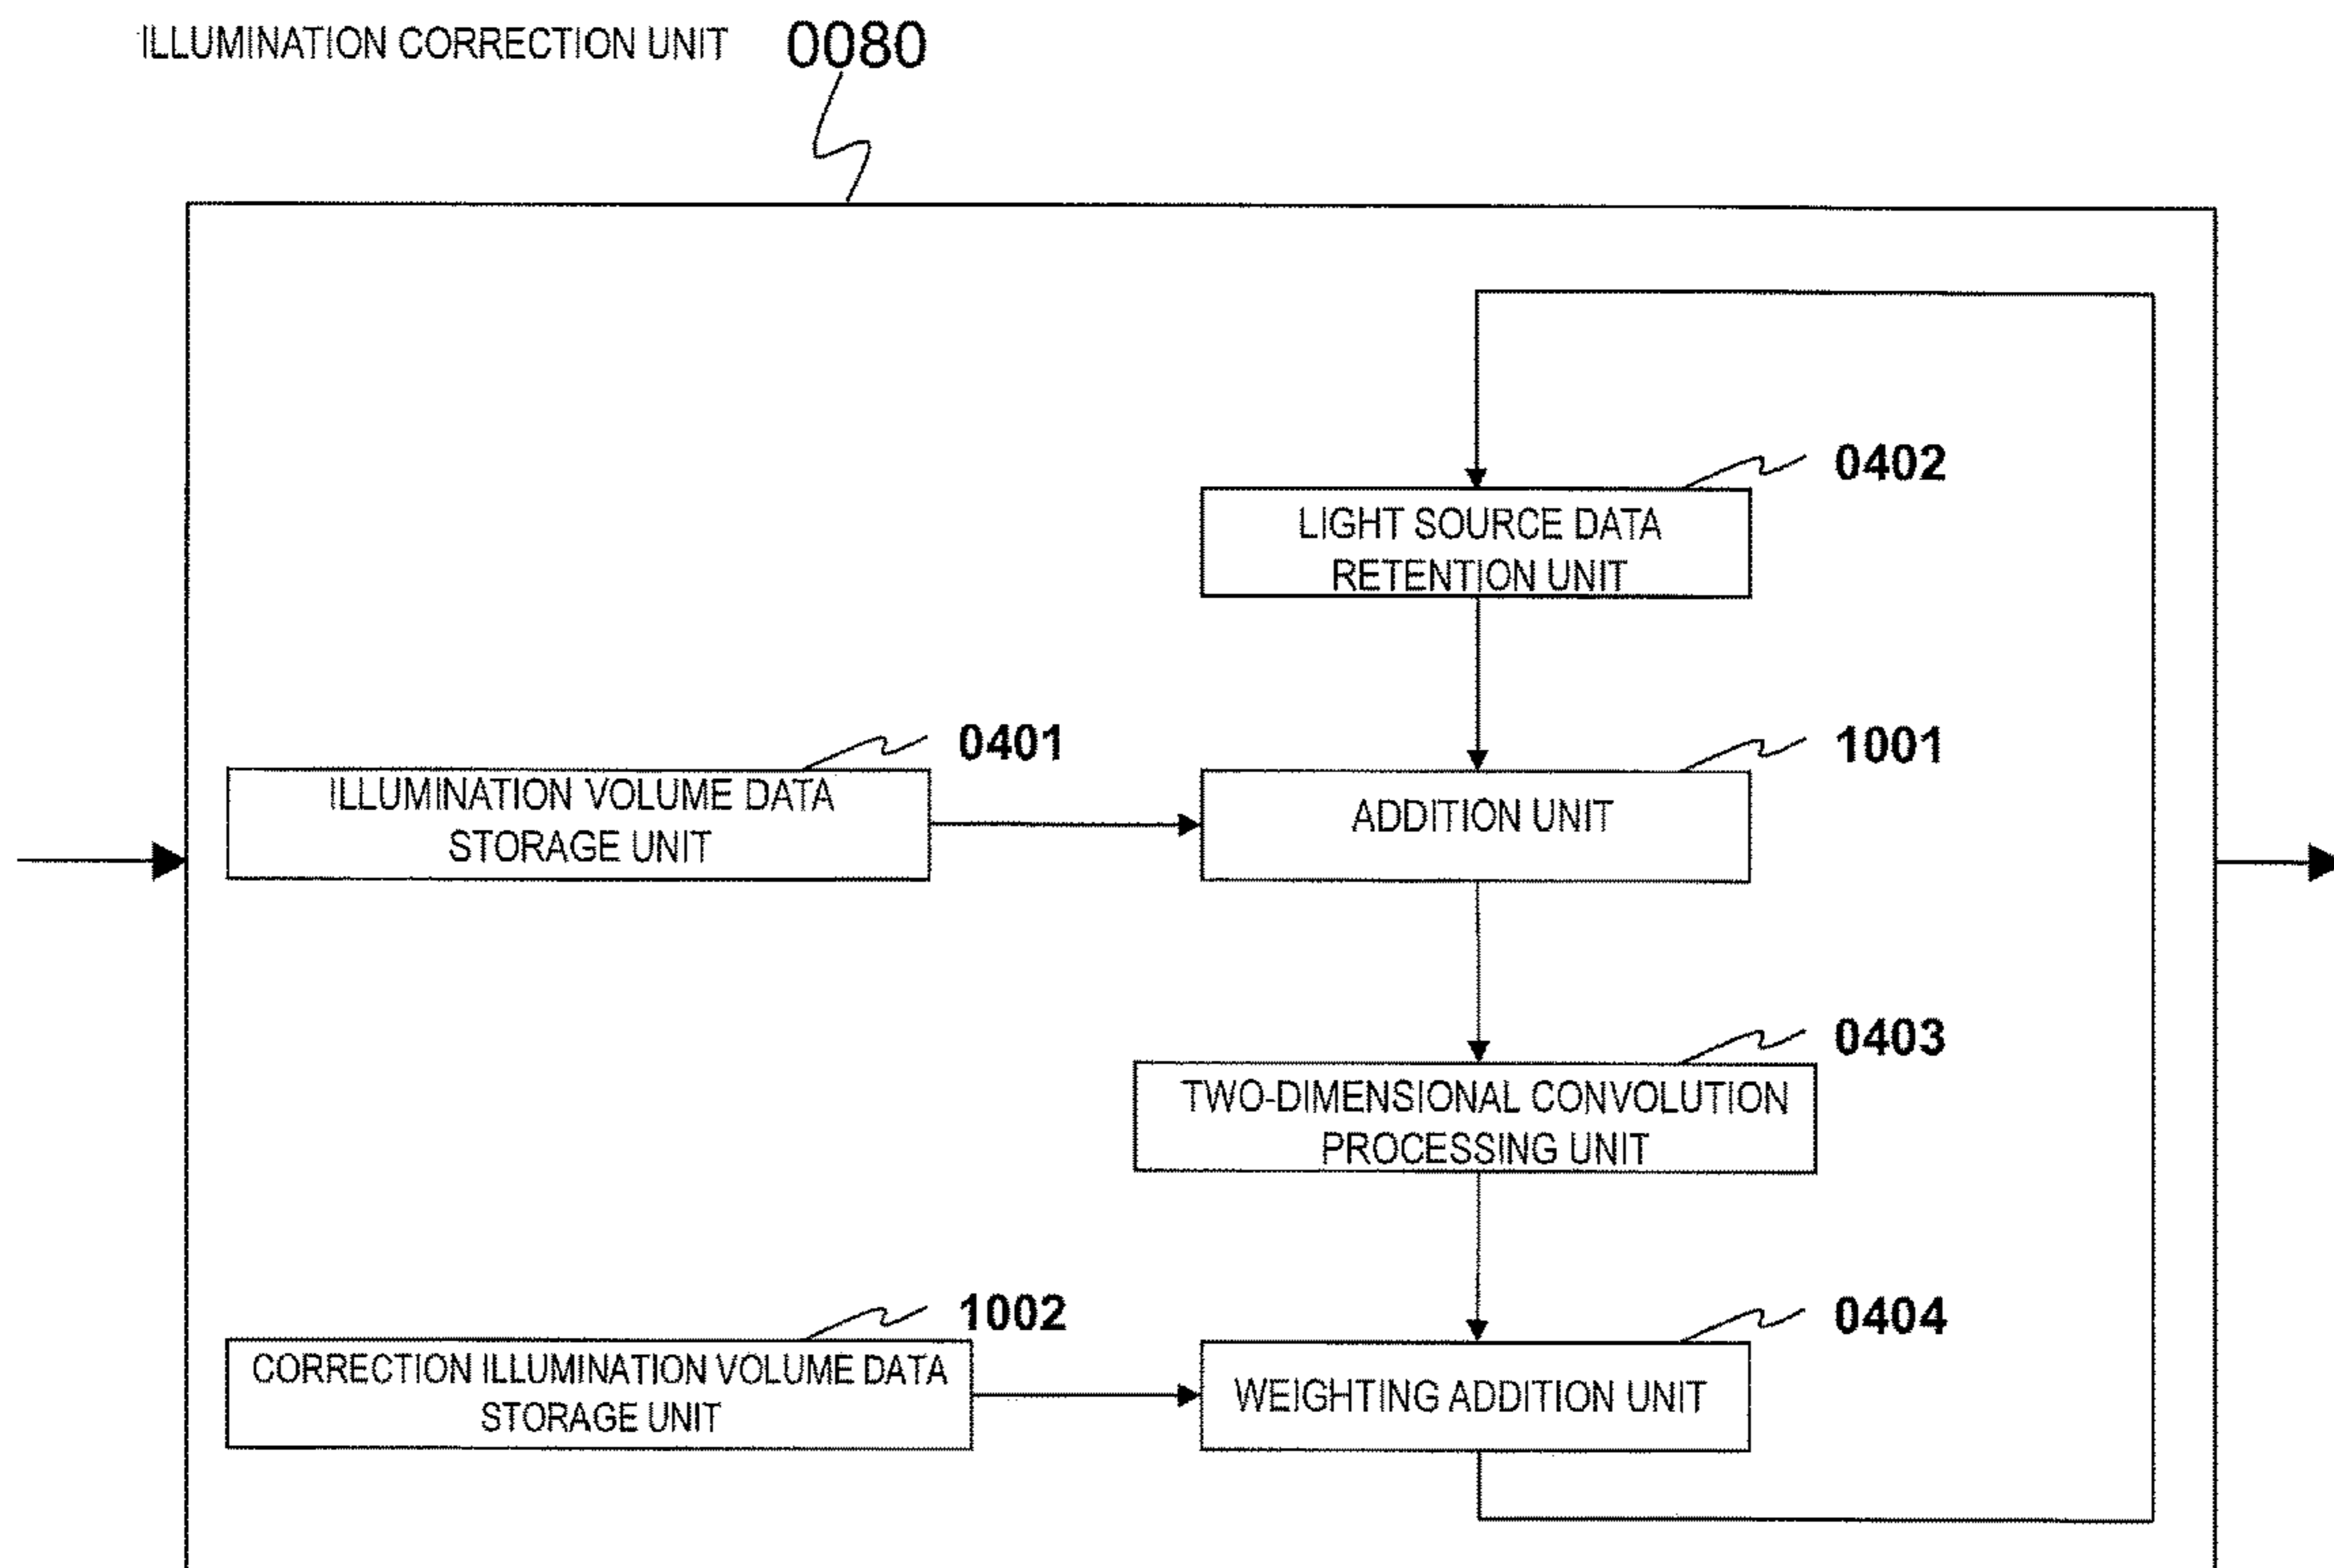 ILLUMINATION CORRECTION UNIT 0080
0402
LIGHT SOURCE DATA
RETENTION UNIT
0401
1001
ILLUMINATION VOLUME DATA
STORAGE UNIT
ADDITION UNIT
0403
TWO-DIMENSIONAL CONVOLUTION
PROCESSING UNIT
1002
0404
CORRECTION ILLUMINATION VOLUME DATA
STORAGE UNIT
WEIGHTING ADDITION UNIT